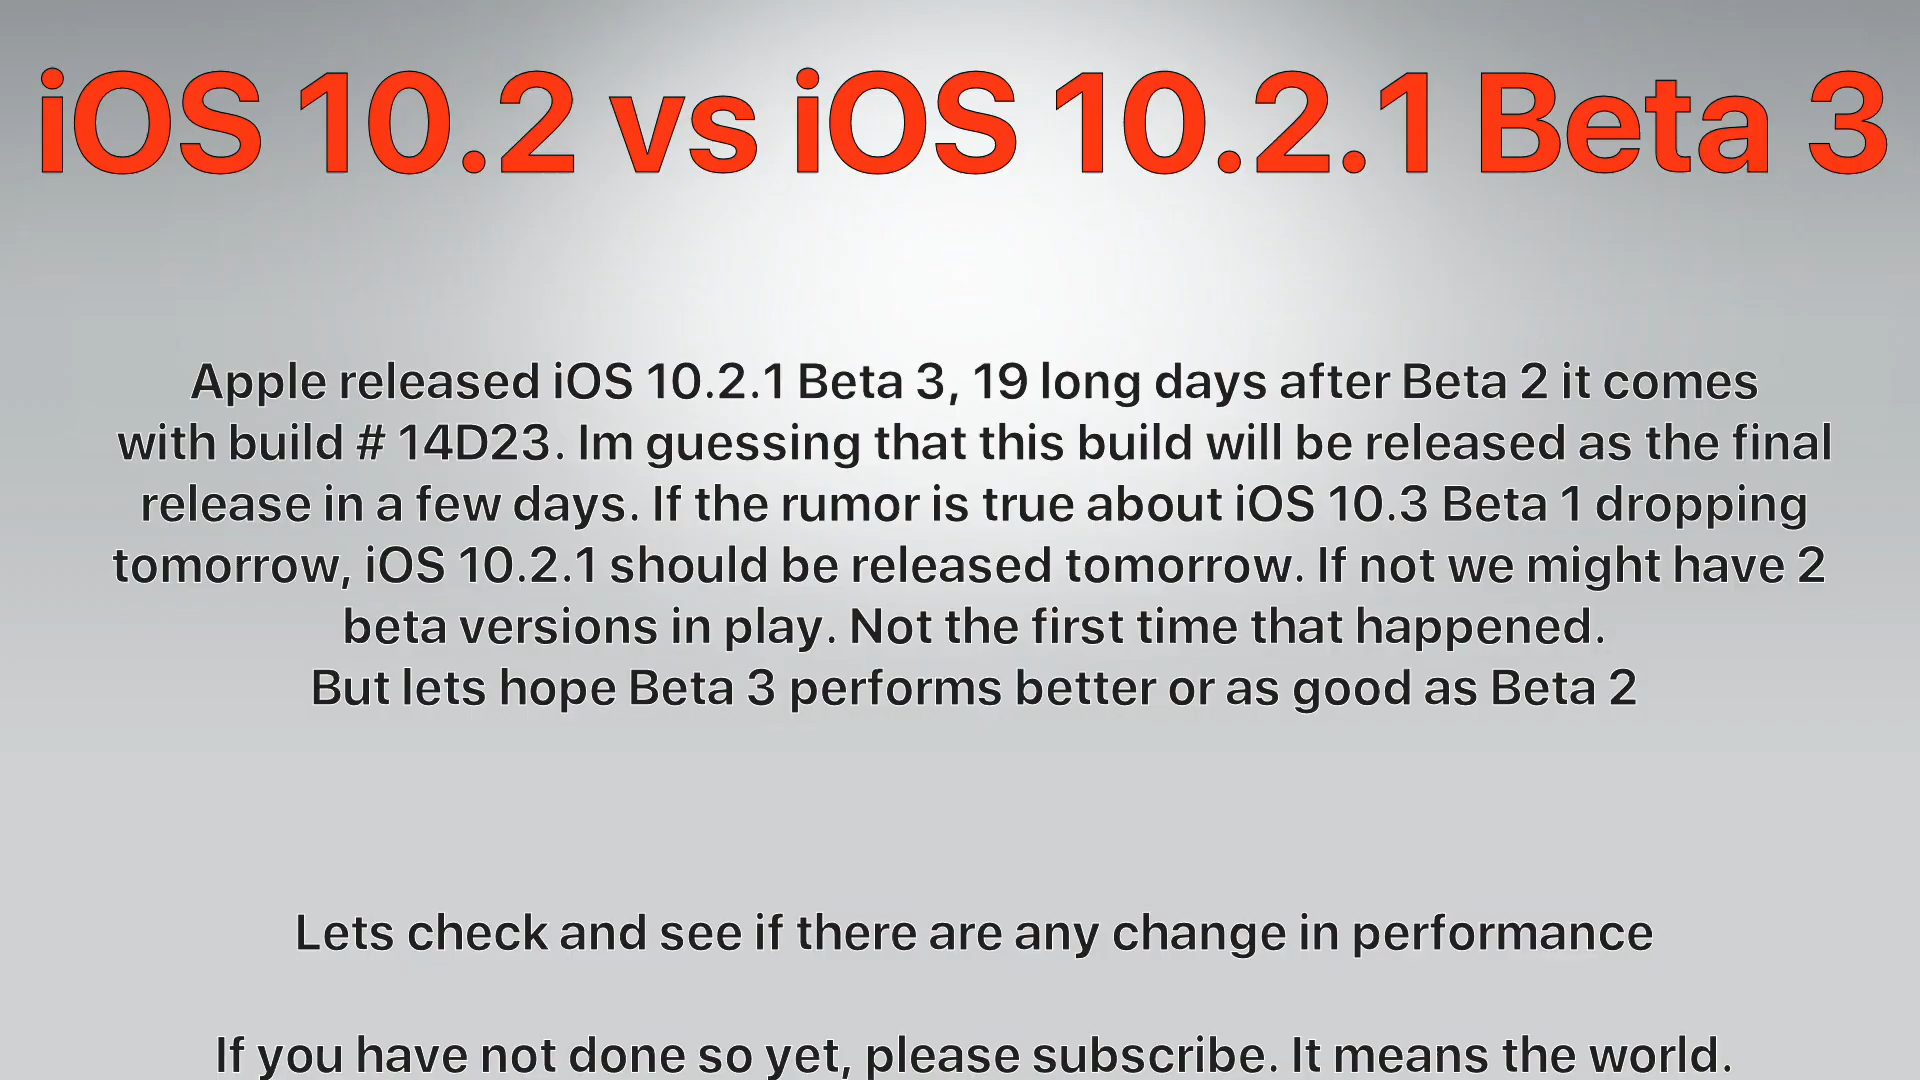 iOS 10.2 vs iOS 10.2.1 Beta 3
Apple released iOS 10.2.1 Beta 3, 19 long days after Beta 2 it comes
with build # 14D23. Im guessing that this build will be released as the final
release in a few days. If the rumor is true about iOS 10.3 Beta 1 dropping
tomorrow, iOS 10.2.1 should be released tomorrow. If not we might have 2
beta versions in play. Not the first time that happened.
But lets hope Beta 3 performs better or as good as Beta 2
Lets check and see if there are any change in performance
If you have not done so yet, please subscribe. It means the world.